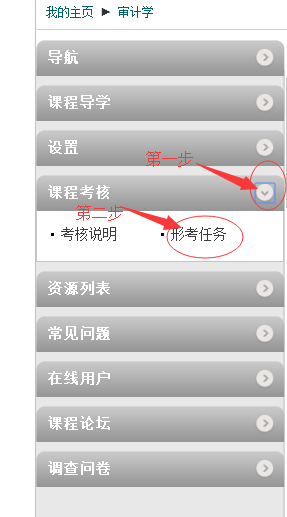 我的主页 ▶ 审计学
导航
课程导学
设置
第一步
课程考核
第二步
▪ 考核说明 ▪ 形考任务
资源列表
常见问题
在线用户
课程论坛
调查问卷